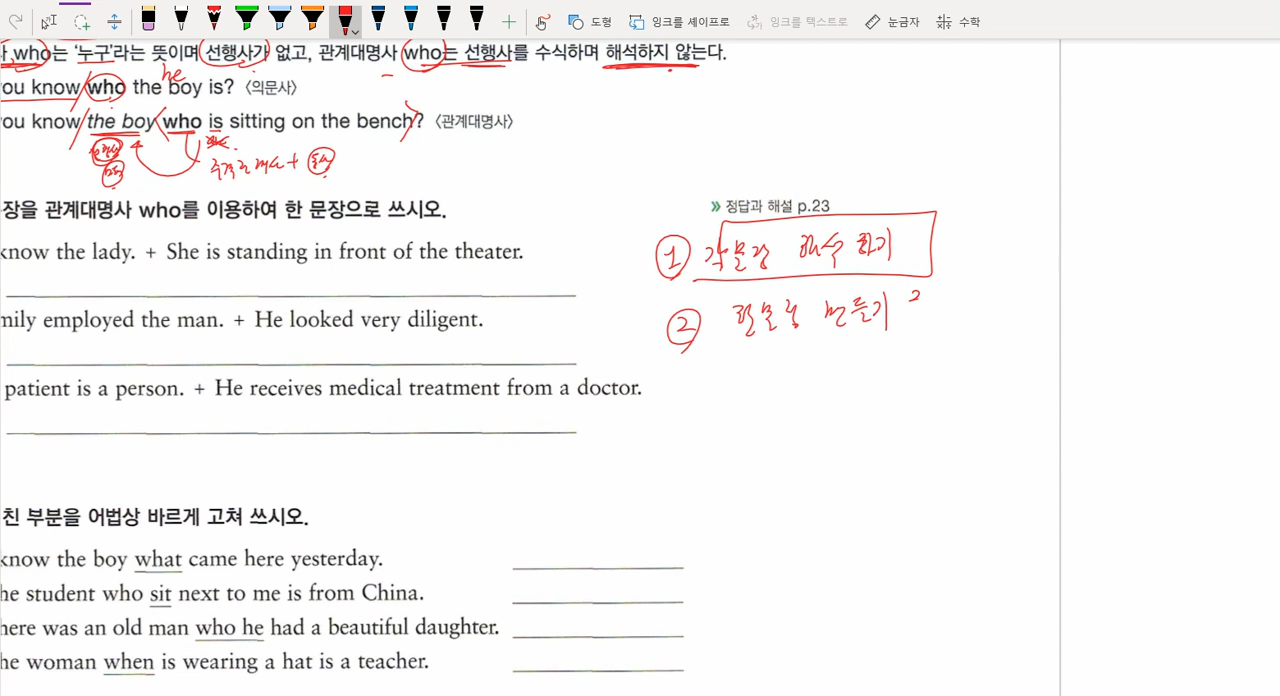 도형 잉크를 셰이프로 잉크를 텍스트로 눈금자 수학
who는 '누구'라는 뜻이며 선행사가 없고, 관계대명사 who는 선행사를 수식하며 해석하지 않는다.
he
ou know who the boy is? 〈의문사〉
ou know the boy who is sitting on the bench? 〈관계대명사〉
장을 관계대명사 who를 이용하여 한 문장으로 쓰시오.
» 정답과 해설 p.23
know the lady. + She is standing in front of the theater.
① 각 문장 해석하기
mily employed the man. + He looked very diligent.
② 한 문장 만들기
patient is a person. + He receives medical treatment from a doctor.
친 부분을 어법상 바르게 고쳐 쓰시오.
know the boy what came here yesterday.
he student who sit next to me is from China.
here was an old man who he had a beautiful daughter.
he woman when is wearing a hat is a teacher.